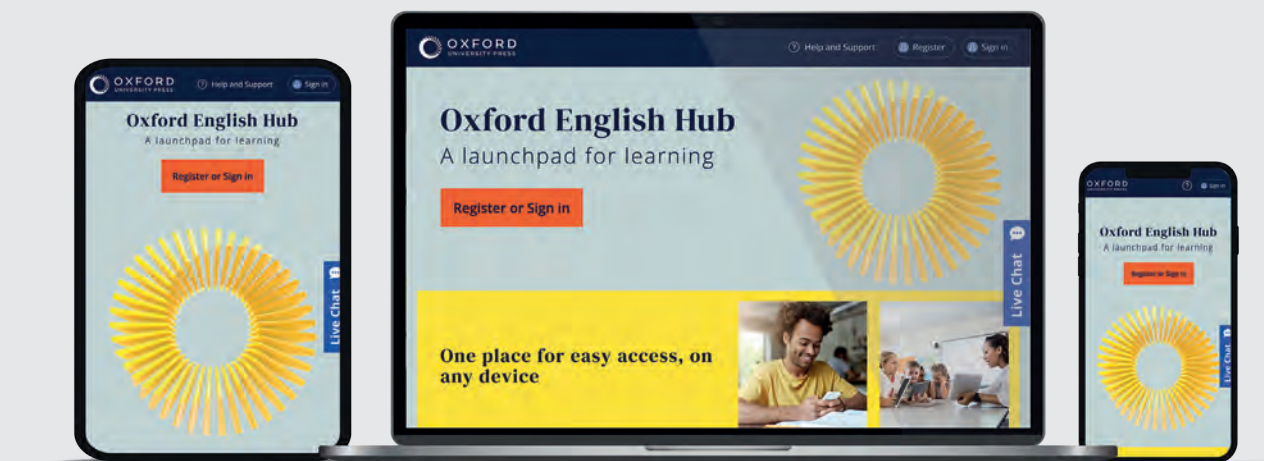 OXFORD
UNIVERSITY PRESS
Help and Support
Sign in
Oxford English Hub
A launchpad for learning
Register or Sign in
Live Chat
OXFORD
UNIVERSITY PRESS
Help and Support
Register
Sign in
Oxford English Hub
A launchpad for learning
Register or Sign in
Live Chat
One place for easy access, on
any device
OXFORD
UNIVERSITY PRESS
Sign in
Oxford English Hub
A launchpad for learning
Register or Sign in
Live Chat